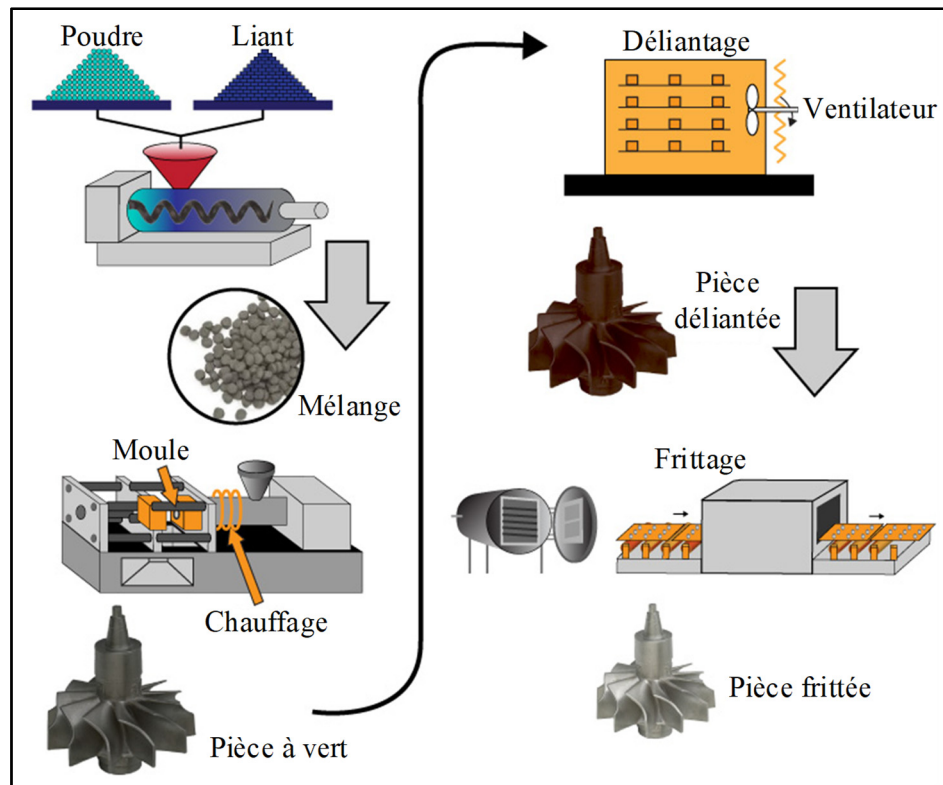 Poudre
Liant
Mélange
Moule
Chauffage
Pièce à vert
Déliantage
Ventilateur
Pièce
déliantée
Frittage
Pièce frittée